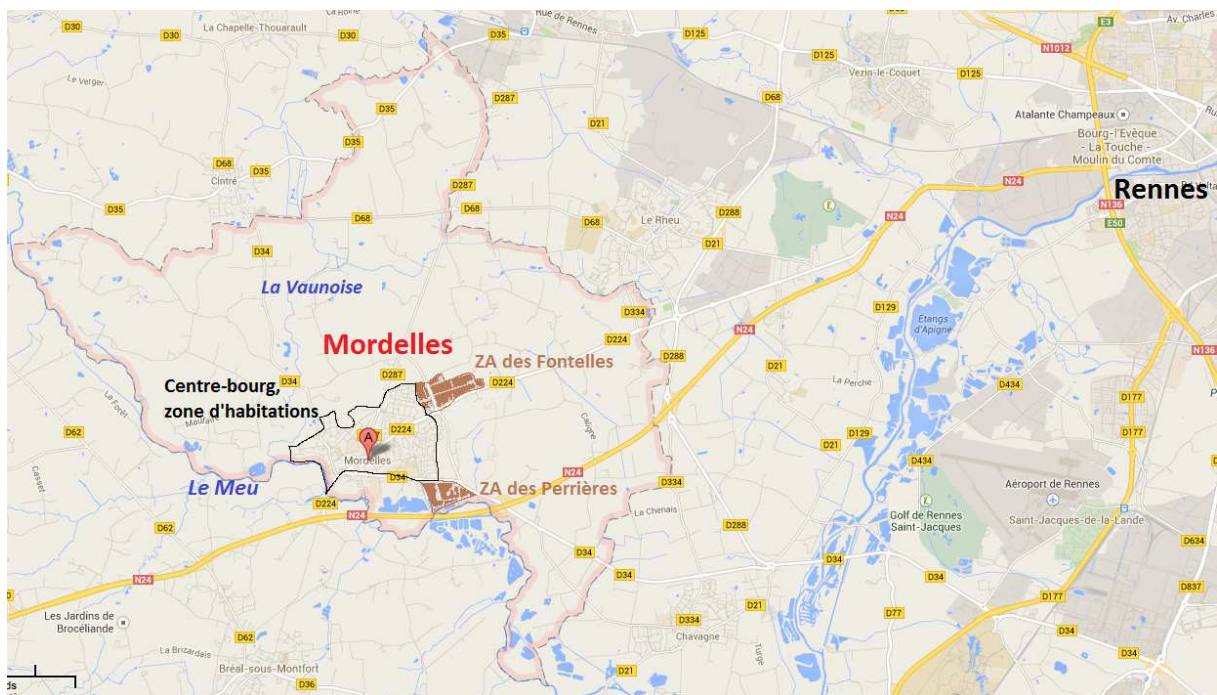 D30
La Chapelle-Thouarault
D30
D30
D35
Rue de Rennes
D125
N1012
E3
Av. Charles
Le Verger
D287
D125
Vezin-le-Coquet
D125
D35
D68
D21
Atalante Champeaux
Bourg-l'Evêque
- La Touche -
Moulin du Comte
D35
D68
D35
Cintré
D287
N24
Rennes
D35
D68
D68
D68
Le Rheu
D288
N24
N136
E50
D34
D21
La Vaunoise
D334
D129
Étangs
d'Apigné
Mordelles
ZA des Fontelles
D224
N24
D288
N136
D34
D287
D224
D21
La Perche
D434
Centre-bourg,
zone d'habitations
La Forêt
D177
D62
D224
A
Caligné
D21
D129
D177
Casset
Mordelles
N24
D434
Le Meu
D34
ZA des Perrières
D334
Aéroport de Rennes
D224
N24
La Chenais
Golf de Rennes
Saint-Jacques
Saint-Jacques-de-la-Lande
D62
D288
D634
D34
D34
D34
N24
D34
D837
Les Jardins de
Brocéliande
D62
D334
D21
D77
D177
Chavagne
D34
La Brizardais
Bréal-sous-Montfort
Turge
D34
D36
D21